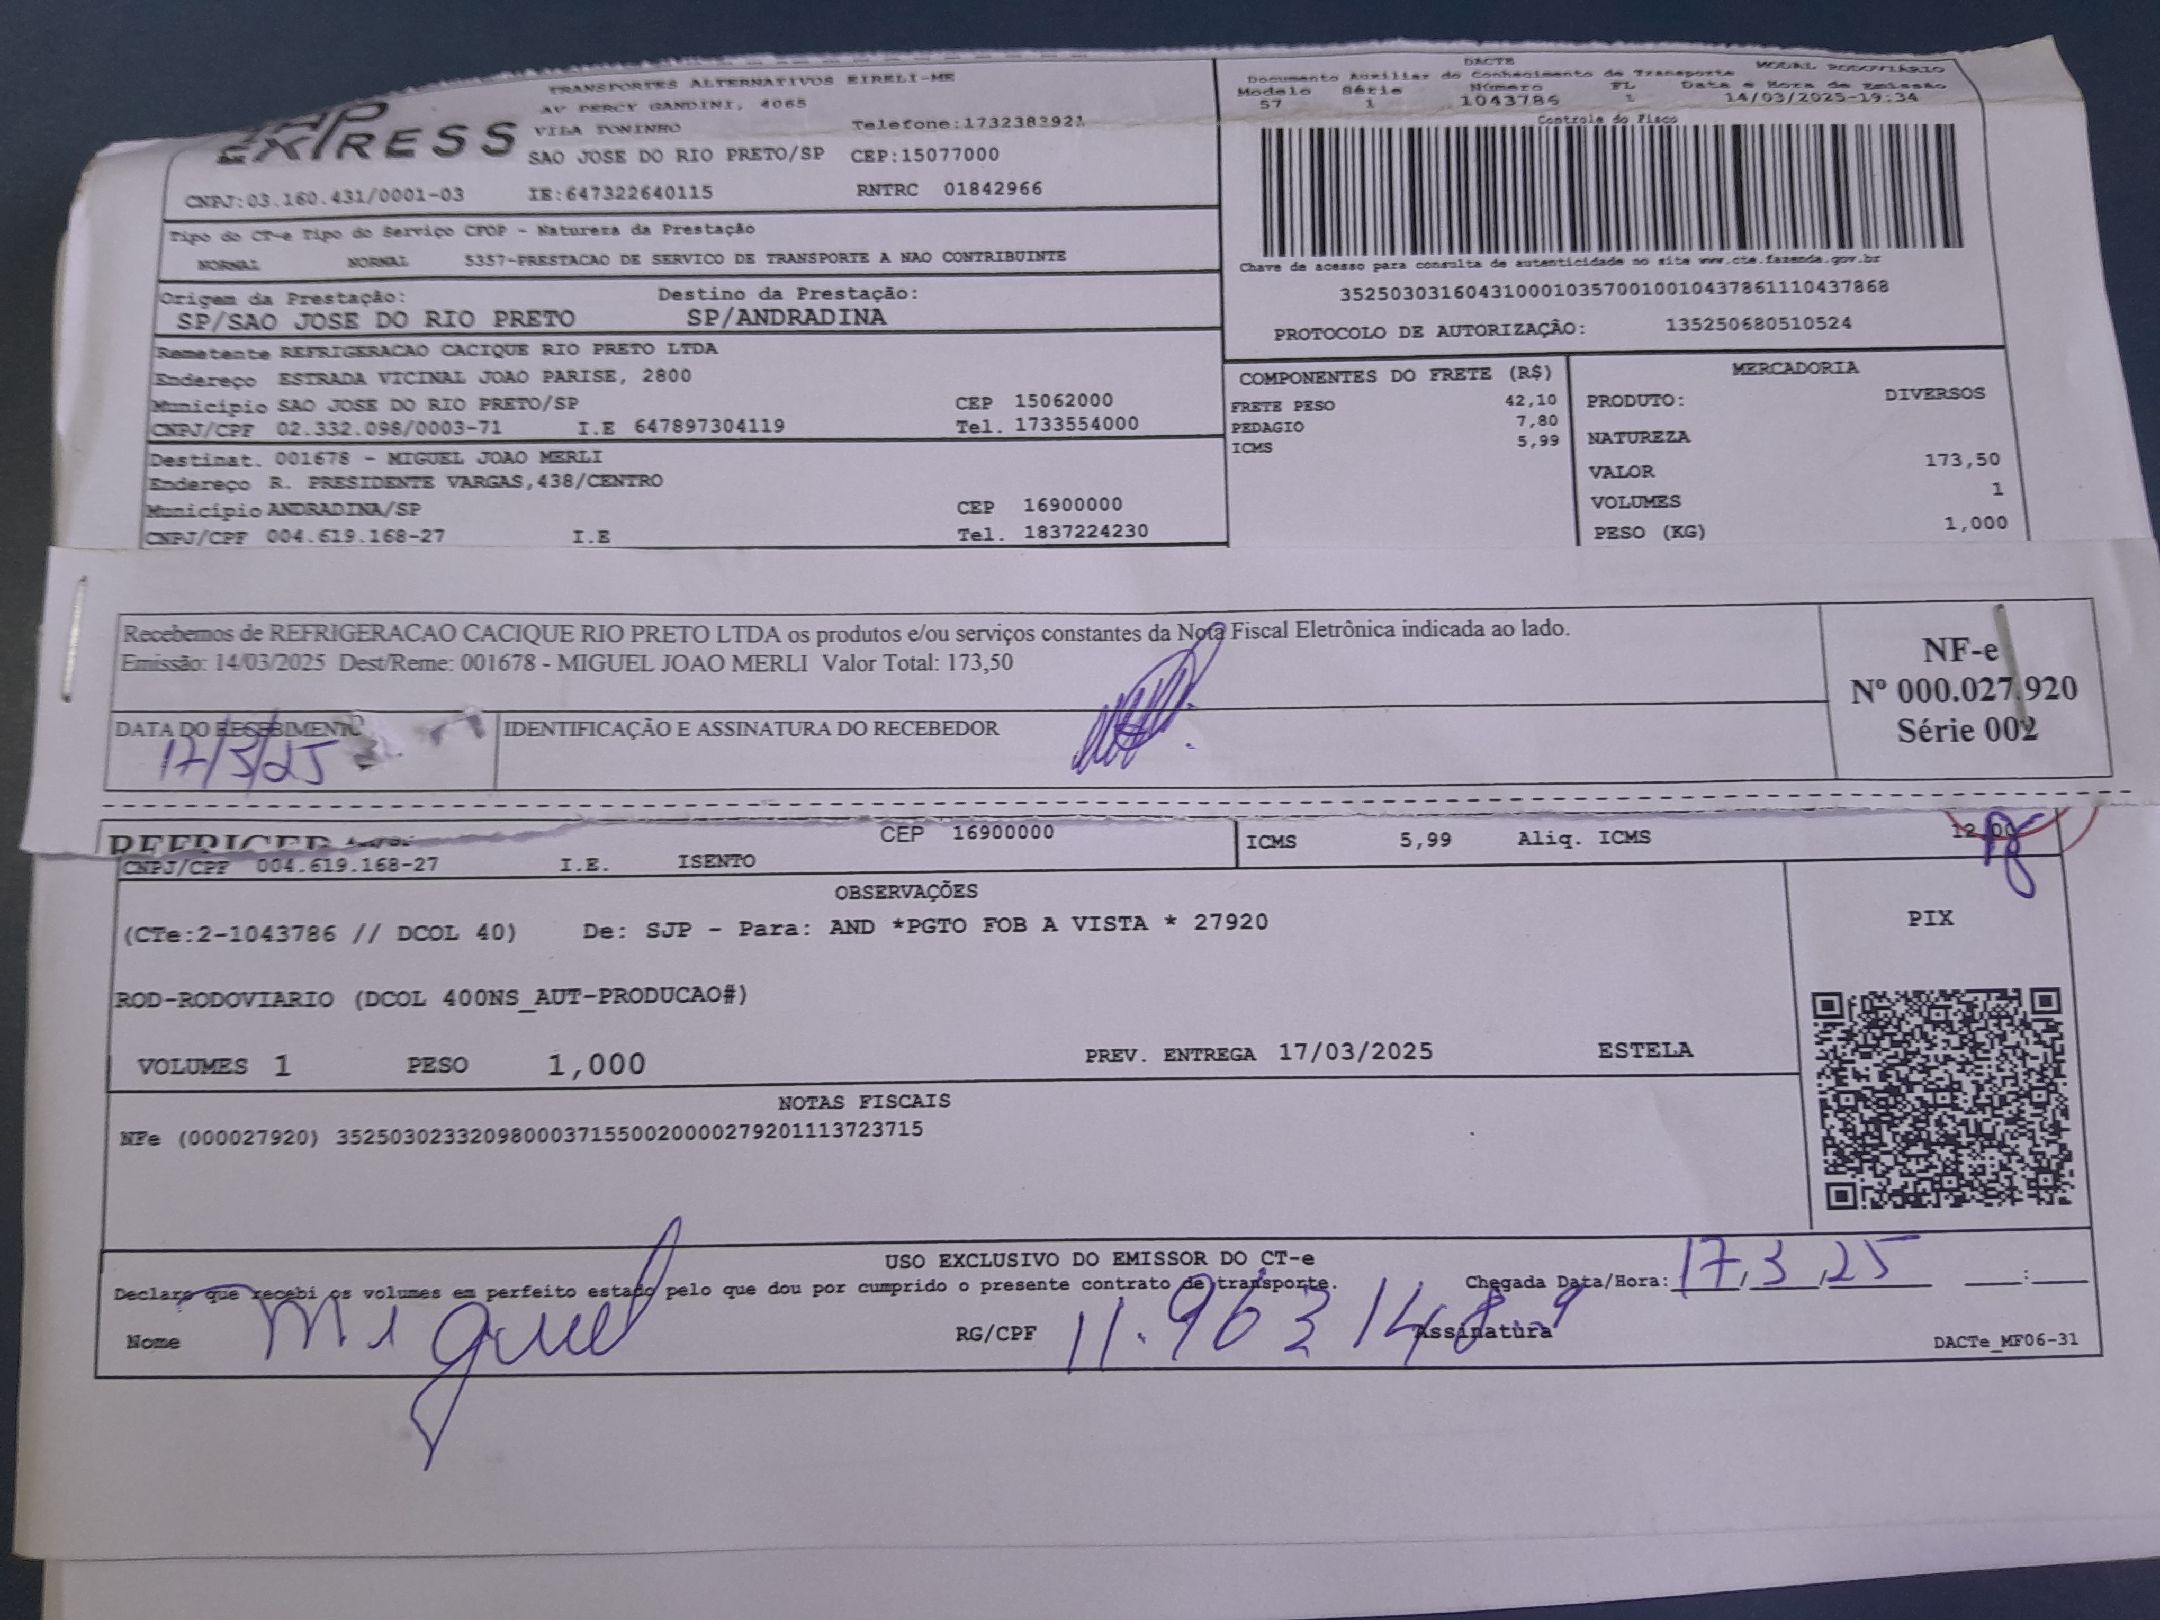 EXPRESS
TRANSPORTES ALTERNATIVOS EIRELI-ME
AV PERCY GANDINI, 4065
VILA TONINHO Telefone:1732383921
SAO JOSE DO RIO PRETO/SP CEP:15077000
CNPJ:03.160.431/0001-03 IE:647322640115 RNTRC 01842966
DACTE MODAL RODOVIÁRIO
Documento Auxiliar do Conhecimento de Transporte
Modelo Série Número FL Data e Hora de Emissão
57 1 1043786 1 14/03/2025-19:34
Controle do Fisco
Chave de acesso para consulta de autenticidade no site www.cte.fazenda.gov.br
35250303160431000103570010010437861110437868
PROTOCOLO DE AUTORIZAÇÃO: 135250680510524
Tipo do CT-e Tipo do Serviço CFOP - Natureza da Prestação
NORMAL NORMAL 5357-PRESTACAO DE SERVICO DE TRANSPORTE A NAO CONTRIBUINTE
Origem da Prestação: Destino da Prestação:
SP/SAO JOSE DO RIO PRETO SP/ANDRADINA
Remetente REFRIGERACAO CACIQUE RIO PRETO LTDA
Endereço ESTRADA VICINAL JOAO PARISE, 2800
Município SAO JOSE DO RIO PRETO/SP CEP 15062000
CNPJ/CPF 02.332.098/0003-71 I.E 647897304119 Tel. 1733554000
Destinat. 001678 - MIGUEL JOAO MERLI
Endereço R. PRESIDENTE VARGAS,438/CENTRO
Município ANDRADINA/SP CEP 16900000
CNPJ/CPF 004.619.168-27 I.E Tel. 1837224230
COMPONENTES DO FRETE (R$)
FRETE PESO 42,10
PEDAGIO 7,80
ICMS 5,99
MERCADORIA
PRODUTO: DIVERSOS
NATUREZA
VALOR 173,50
VOLUMES 1
PESO (KG) 1,000
Recebemos de REFRIGERACAO CACIQUE RIO PRETO LTDA os produtos e/ou serviços constantes da Nota Fiscal Eletrônica indicada ao lado.
Emissão: 14/03/2025 Dest/Reme: 001678 - MIGUEL JOAO MERLI Valor Total: 173,50
NF-e
Nº 000.027.920
Série 002
DATA DO RECEBIMENTO IDENTIFICAÇÃO E ASSINATURA DO RECEBEDOR
17/3/25
CEP 16900000 ICMS 5,99 Aliq. ICMS 12,00
CNPJ/CPF 004.619.168-27 I.E. ISENTO
OBSERVAÇÕES
(CTe:2-1043786 // DCOL 40) De: SJP - Para: AND *PGTO FOB A VISTA * 27920
PIX
ROD-RODOVIARIO (DCOL 400NS_AUT-PRODUCAO#)
VOLUMES 1 PESO 1,000 PREV. ENTREGA 17/03/2025 ESTELA
NOTAS FISCAIS
NFe (000027920) 35250302332098000371550020000279201113723715
USO EXCLUSIVO DO EMISSOR DO CT-e
Declaro que recebi os volumes em perfeito estado pelo que dou por cumprido o presente contrato de transporte. Chegada Data/Hora: 17,3,25 __:__
Nome Miguel RG/CPF 11.963148-9 Assinatura DACTe_MF06-31